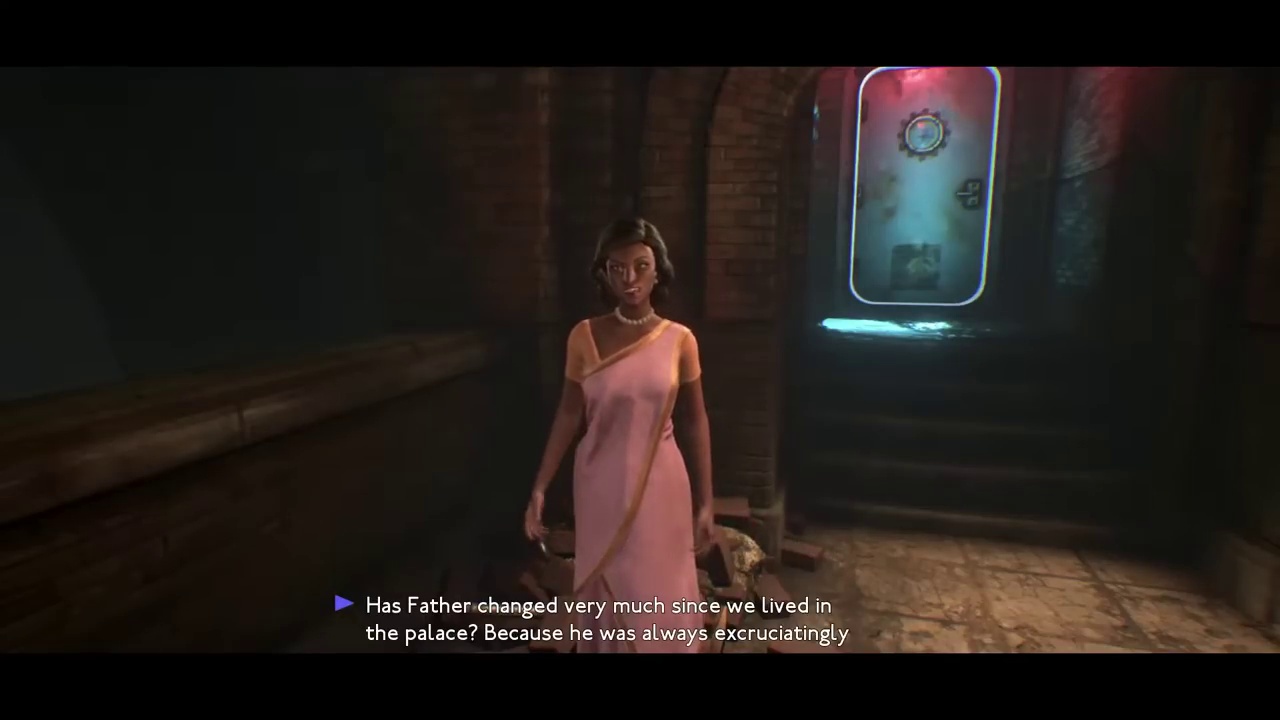 Has Father changed very much since we lived in
the palace? Because he was always excruciatingly